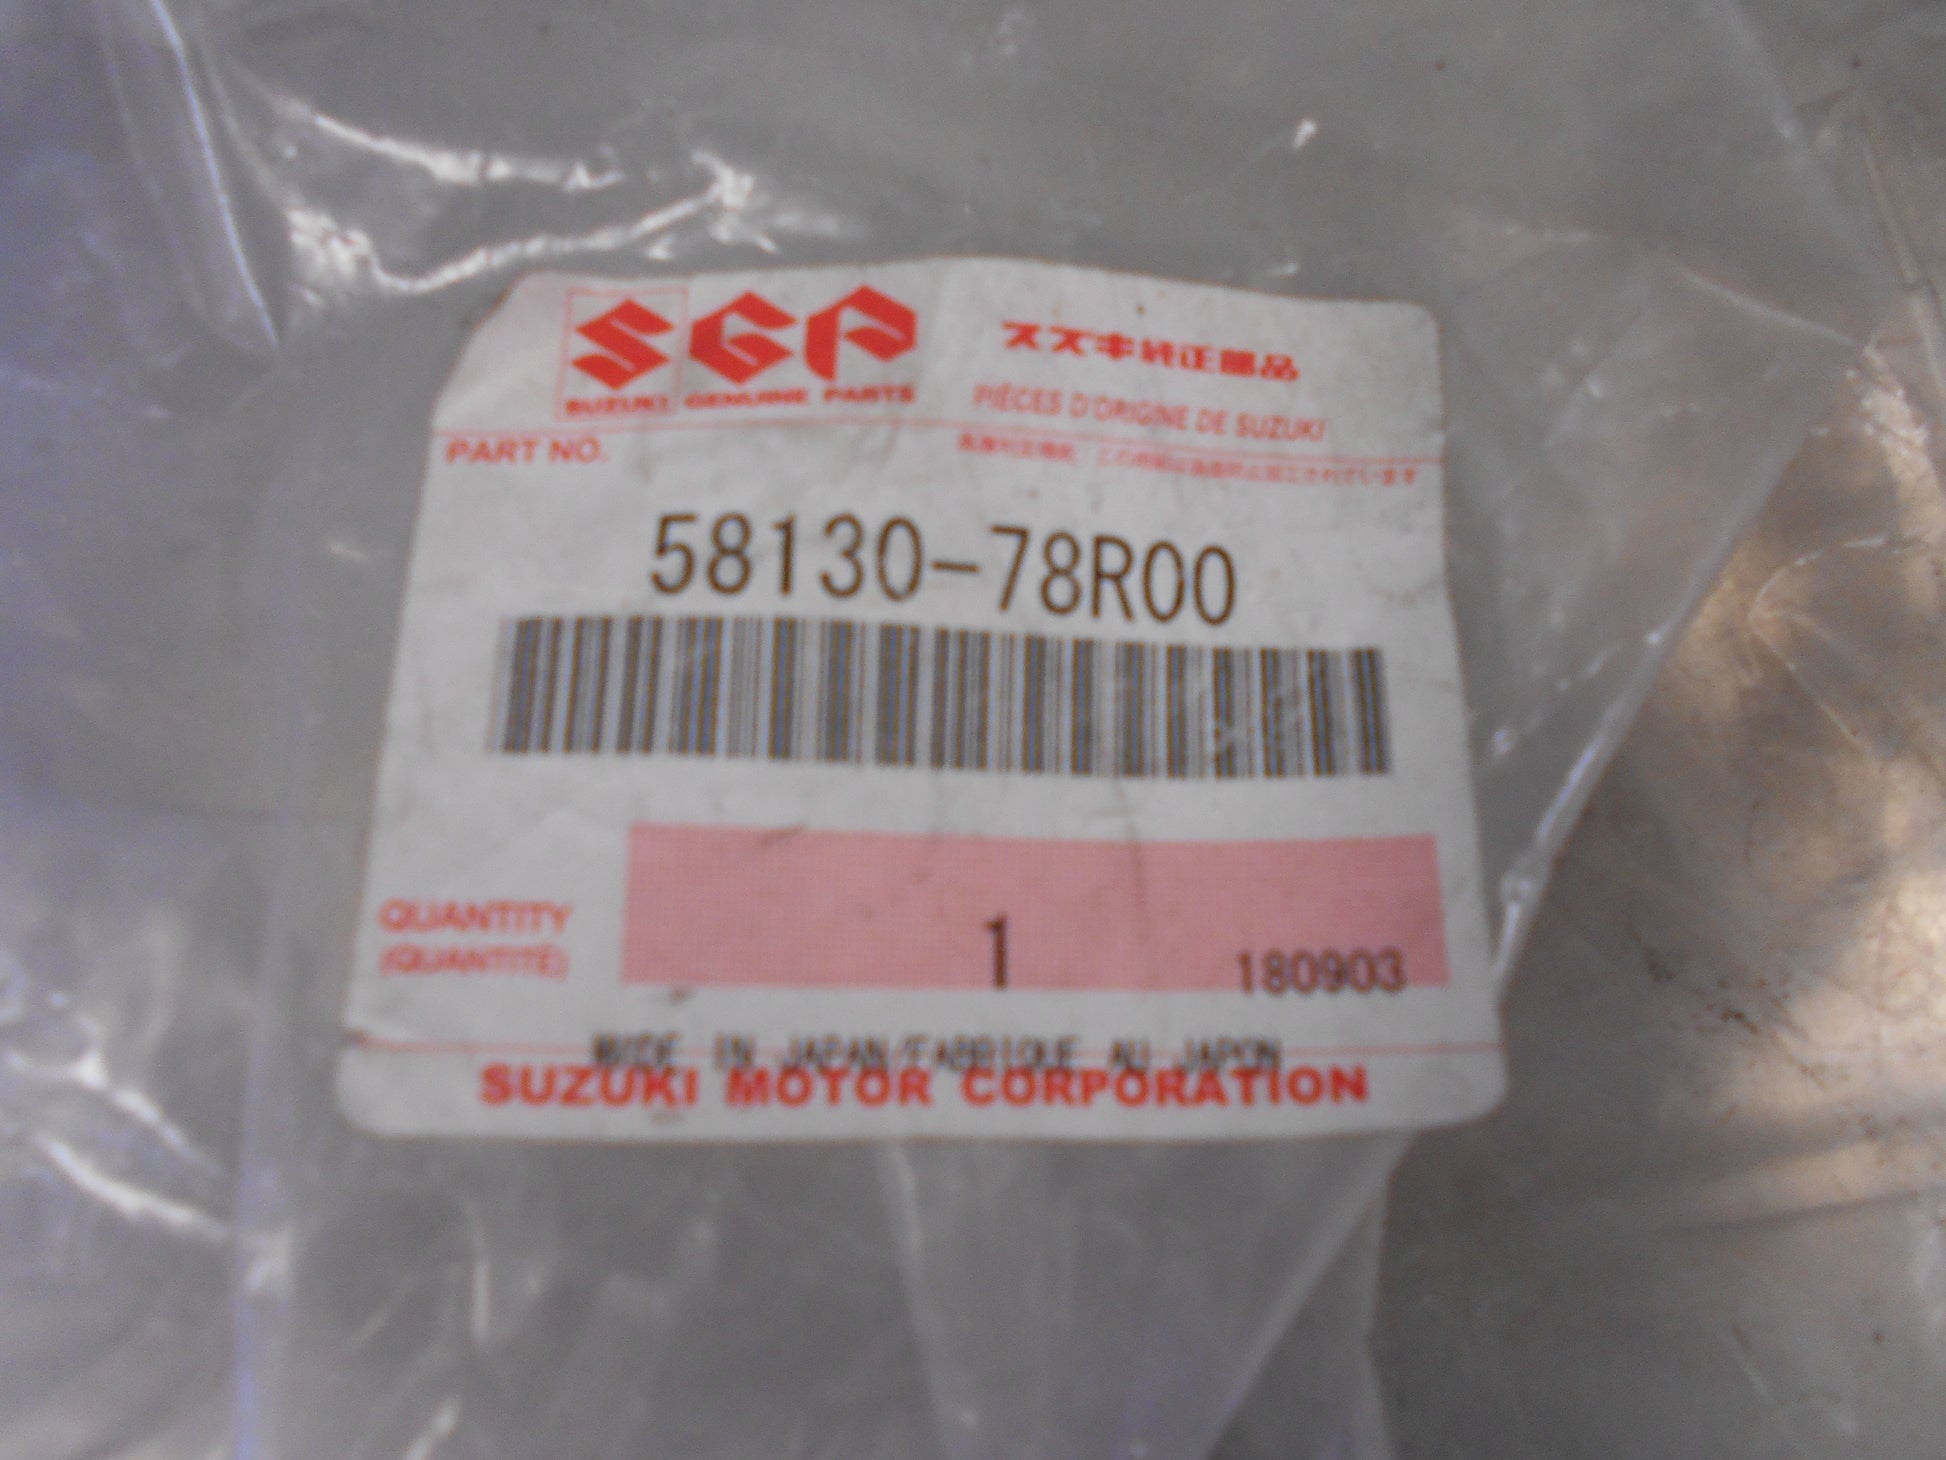 SGP
スズキ純正部品
SUZUKI GENUINE PARTS
PIÈCES D'ORIGINE DE SUZUKI
PART NO.
58130-78R00
QUANTITY
(QUANTITÉ)
1
180903
MADE IN JAPAN/FABRIQUE AU JAPON
SUZUKI MOTOR CORPORATION